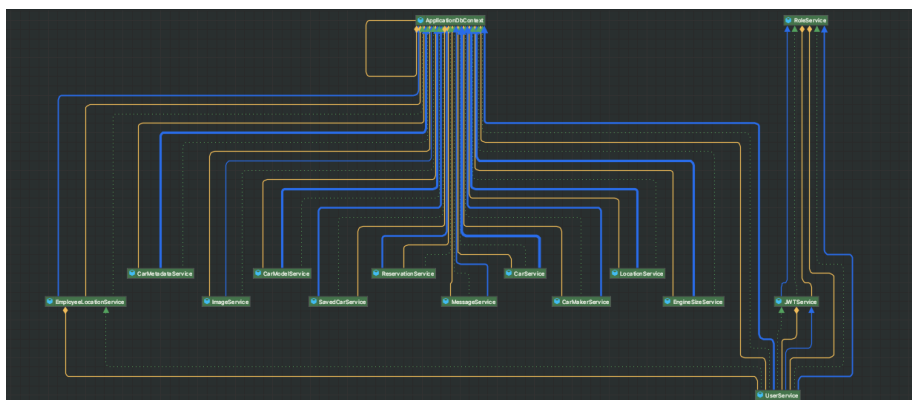 ApplicationDbContext
RoleService
CarMetadataService
CarModelService
ReservationService
CarService
LocationService
EmployeeLocationService
ImageService
SavedCarService
MessageService
CarMakerService
EngineSizeService
JWTService
UserService